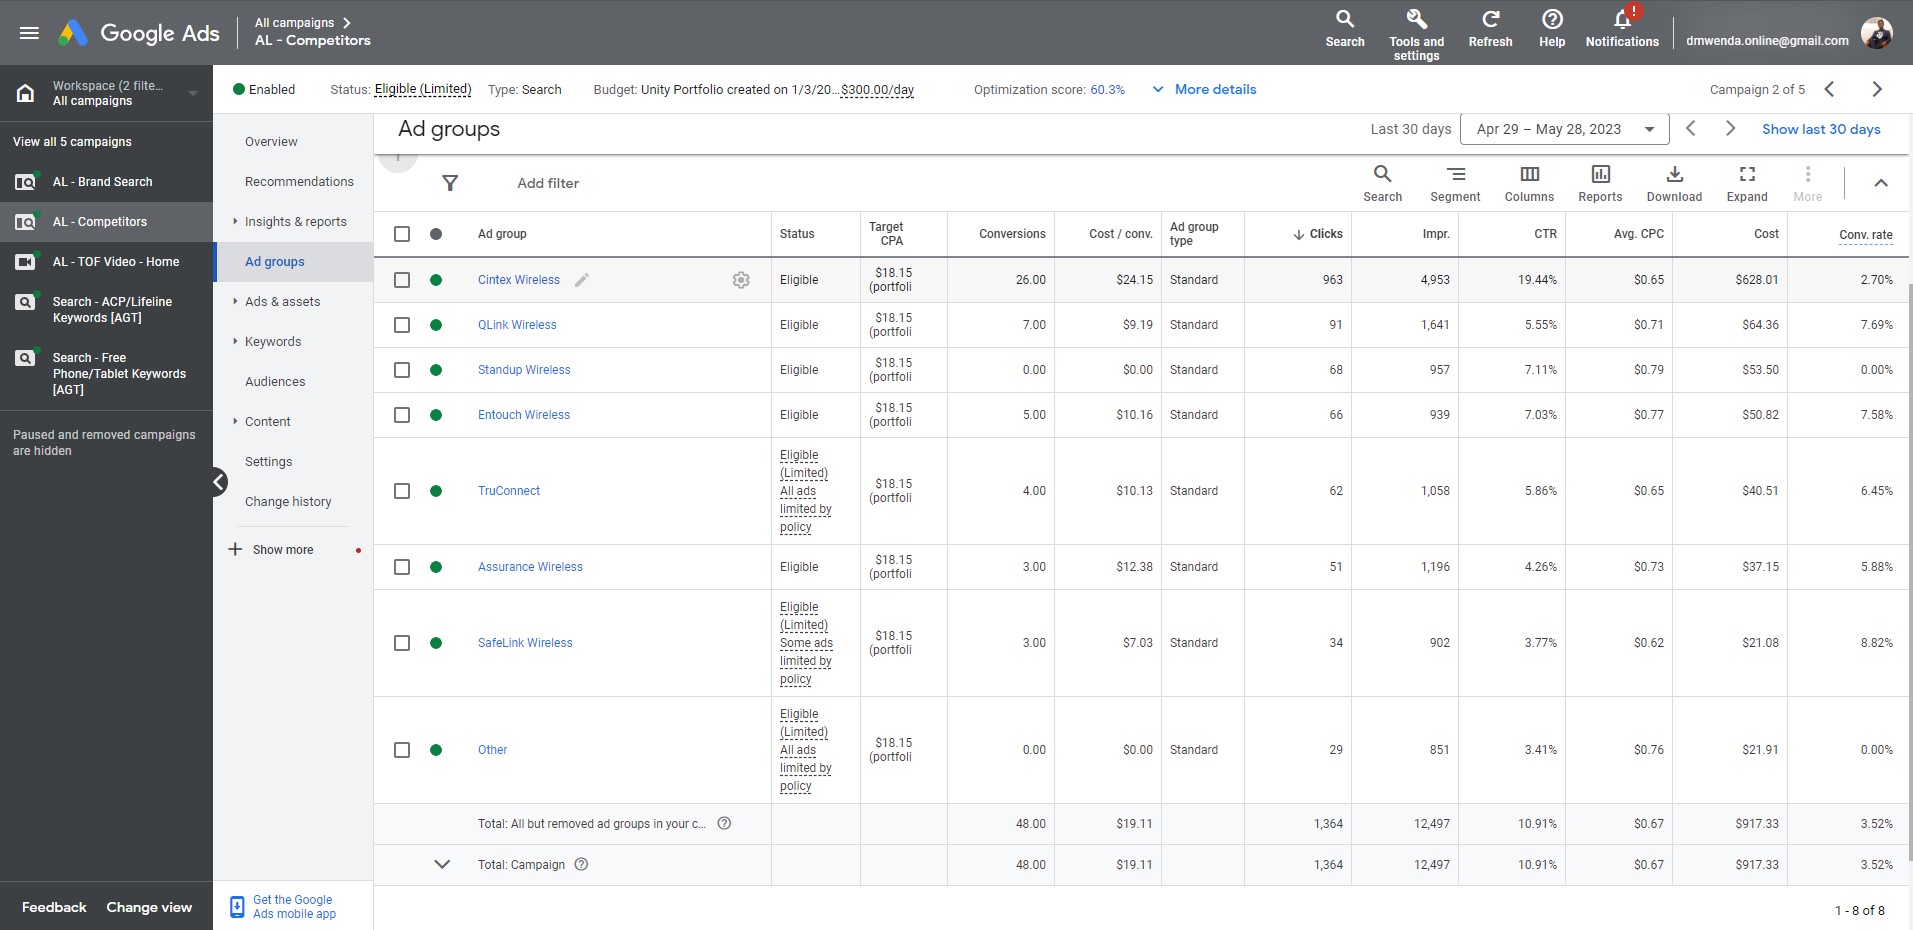 Google Ads
All campaigns
AL - Competitors
Search
Tools and
settings
Refresh
Help
Notifications
!
dmwenda.online@gmail.com
Workspace (2 filte...
All campaigns
View all 5 campaigns
AL - Brand Search
AL - Competitors
AL - TOF Video - Home
Search - ACP/Lifeline
Keywords [AGT]
Search - Free
Phone/Tablet Keywords
[AGT]
Paused and removed campaigns
are hidden
Feedback Change view
Enabled Status: Eligible (Limited) Type: Search Budget: Unity Portfolio created on 1/3/20...$300.00/day Optimization score: 60.3% More details Campaign 2 of 5
Overview
Recommendations
Insights & reports
Ad groups
Ads & assets
Keywords
Audiences
Content
Settings
Change history
Show more
Get the Google
Ads mobile app
Ad groups
Last 30 days Apr 29 – May 28, 2023 Show last 30 days
Add filter
Search Segment Columns Reports Download Expand More
Ad group Status Target CPA Conversions Cost / conv. Ad group type Clicks Impr. CTR Avg. CPC Cost Conv. rate
Cintex Wireless Eligible $18.15 (portfoli 26.00 $24.15 Standard 963 4,953 19.44% $0.65 $628.01 2.70%
QLink Wireless Eligible $18.15 (portfoli 7.00 $9.19 Standard 91 1,641 5.55% $0.71 $64.36 7.69%
Standup Wireless Eligible $18.15 (portfoli 0.00 $0.00 Standard 68 957 7.11% $0.79 $53.50 0.00%
Entouch Wireless Eligible $18.15 (portfoli 5.00 $10.16 Standard 66 939 7.03% $0.77 $50.82 7.58%
TruConnect Eligible (Limited) All ads limited by policy $18.15 (portfoli 4.00 $10.13 Standard 62 1,058 5.86% $0.65 $40.51 6.45%
Assurance Wireless Eligible $18.15 (portfoli 3.00 $12.38 Standard 51 1,196 4.26% $0.73 $37.15 5.88%
SafeLink Wireless Eligible (Limited) Some ads limited by policy $18.15 (portfoli 3.00 $7.03 Standard 34 902 3.77% $0.62 $21.08 8.82%
Other Eligible (Limited) All ads limited by policy $18.15 (portfoli 0.00 $0.00 Standard 29 851 3.41% $0.76 $21.91 0.00%
Total: All but removed ad groups in your c... 48.00 $19.11 1,364 12,497 10.91% $0.67 $917.33 3.52%
Total: Campaign 48.00 $19.11 1,364 12,497 10.91% $0.67 $917.33 3.52%
1 - 8 of 8